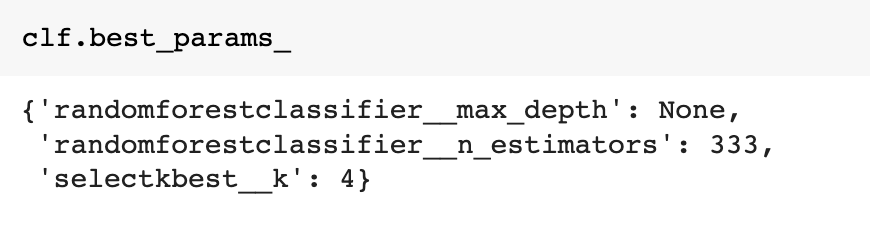 clf.best_params_
{'randomforestclassifier__max_depth': None,
 'randomforestclassifier__n_estimators': 333,
 'selectkbest__k': 4}